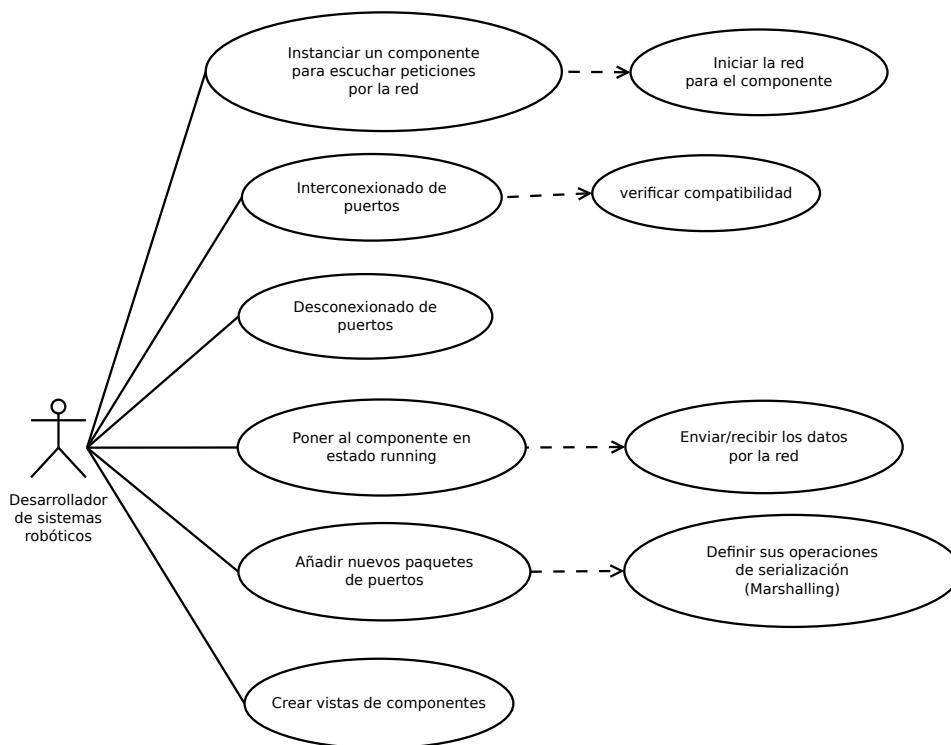 Instanciar un componente
para escuchar peticiones
por la red
Iniciar la red
para el componente
Interconexionado de
puertos
verificar compatibilidad
Desconexionado de
puertos
Poner al componente en
estado running
Enviar/recibir los datos
por la red
Desarrollador
de sistemas
robóticos
Añadir nuevos paquetes
de puertos
Definir sus operaciones
de serialización
(Marshalling)
Crear vistas de componentes